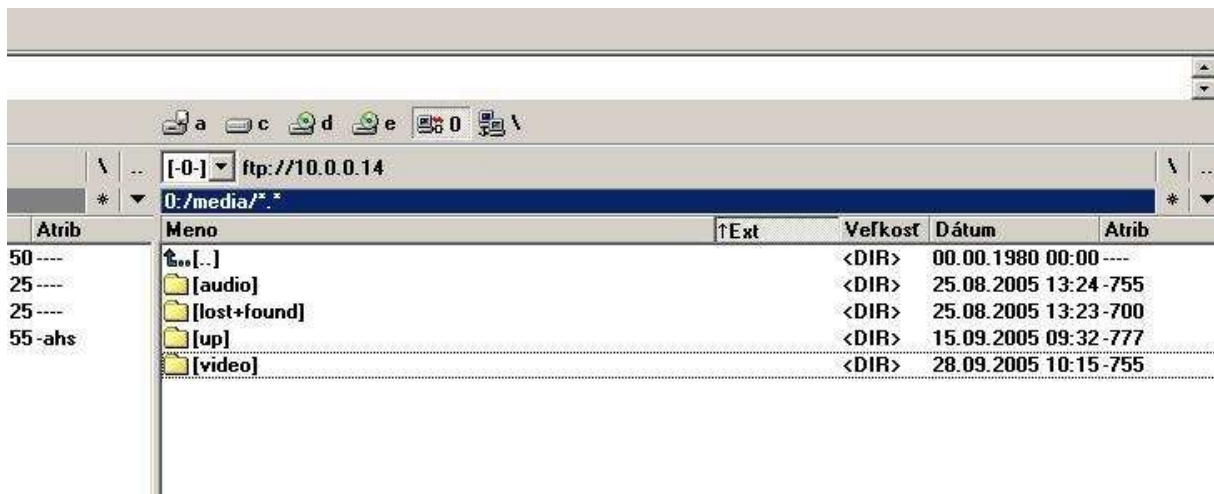 a c d e 0 \
\ .. [-0-] ftp://10.0.0.14 \ ..
* 0:/media/*.* *
Atrib Meno ↑Ext Veľkosť Dátum Atrib
50 ---- [..] <DIR> 00.00.1980 00:00 ----
25 ---- [audio] <DIR> 25.08.2005 13:24 -755
25 ---- [lost+found] <DIR> 25.08.2005 13:23 -700
55 -ahs [up] <DIR> 15.09.2005 09:32 -777
[video] <DIR> 28.09.2005 10:15 -755